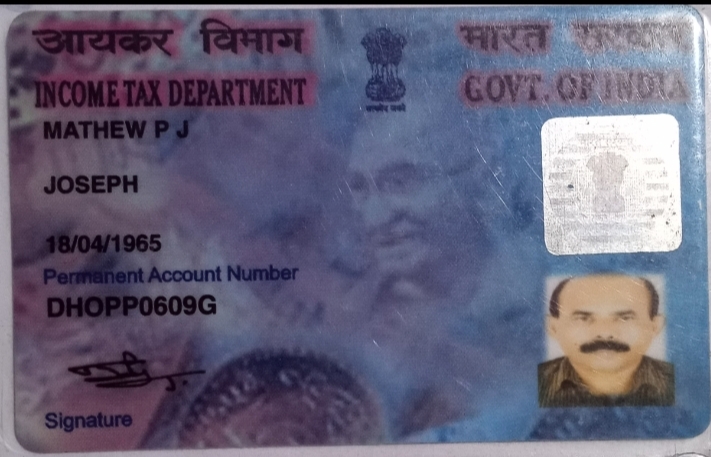 आयकर विभाग
भारत सरकार
INCOME TAX DEPARTMENT
GOVT. OF INDIA
सत्यमेव जयते
MATHEW P J
JOSEPH
18/04/1965
Permanent Account Number
DHOPP0609G
Signature